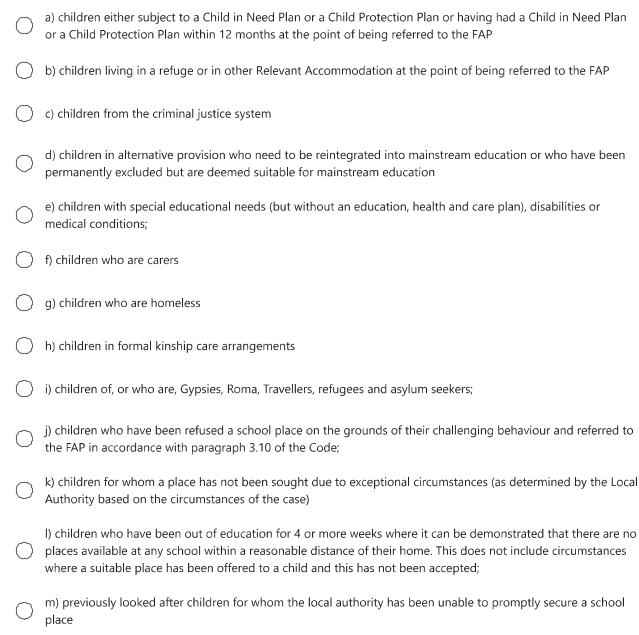 a) children either subject to a Child in Need Plan or a Child Protection Plan or having had a Child in Need Plan
or a Child Protection Plan within 12 months at the point of being referred to the FAP
b) children living in a refuge or in other Relevant Accommodation at the point of being referred to the FAP
c) children from the criminal justice system
d) children in alternative provision who need to be reintegrated into mainstream education or who have been
permanently excluded but are deemed suitable for mainstream education
e) children with special educational needs (but without an education, health and care plan), disabilities or
medical conditions;
f) children who are carers
g) children who are homeless
h) children in formal kinship care arrangements
i) children of, or who are, Gypsies, Roma, Travellers, refugees and asylum seekers;
j) children who have been refused a school place on the grounds of their challenging behaviour and referred to
the FAP in accordance with paragraph 3.10 of the Code;
k) children for whom a place has not been sought due to exceptional circumstances (as determined by the Local
Authority based on the circumstances of the case)
l) children who have been out of education for 4 or more weeks where it can be demonstrated that there are no
places available at any school within a reasonable distance of their home. This does not include circumstances
where a suitable place has been offered to a child and this has not been accepted;
m) previously looked after children for whom the local authority has been unable to promptly secure a school
place